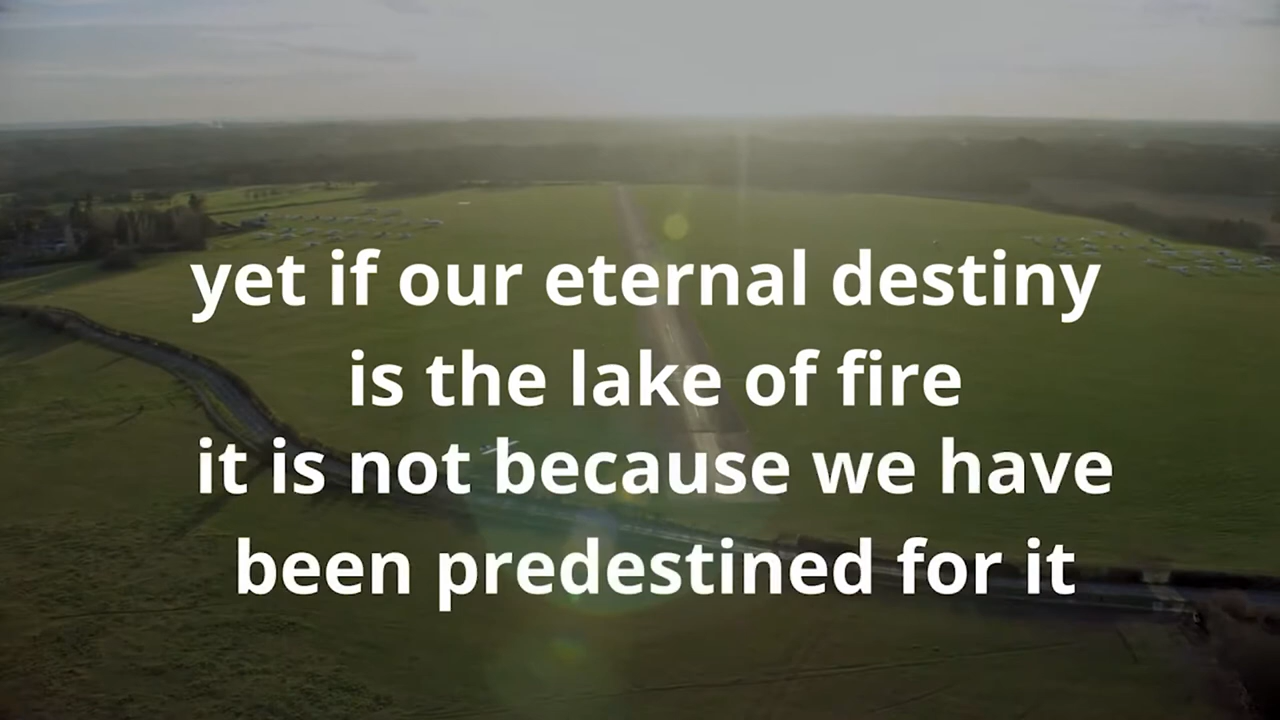 yet if our eternal destiny
is the lake of fire
it is not because we have
been predestined for it